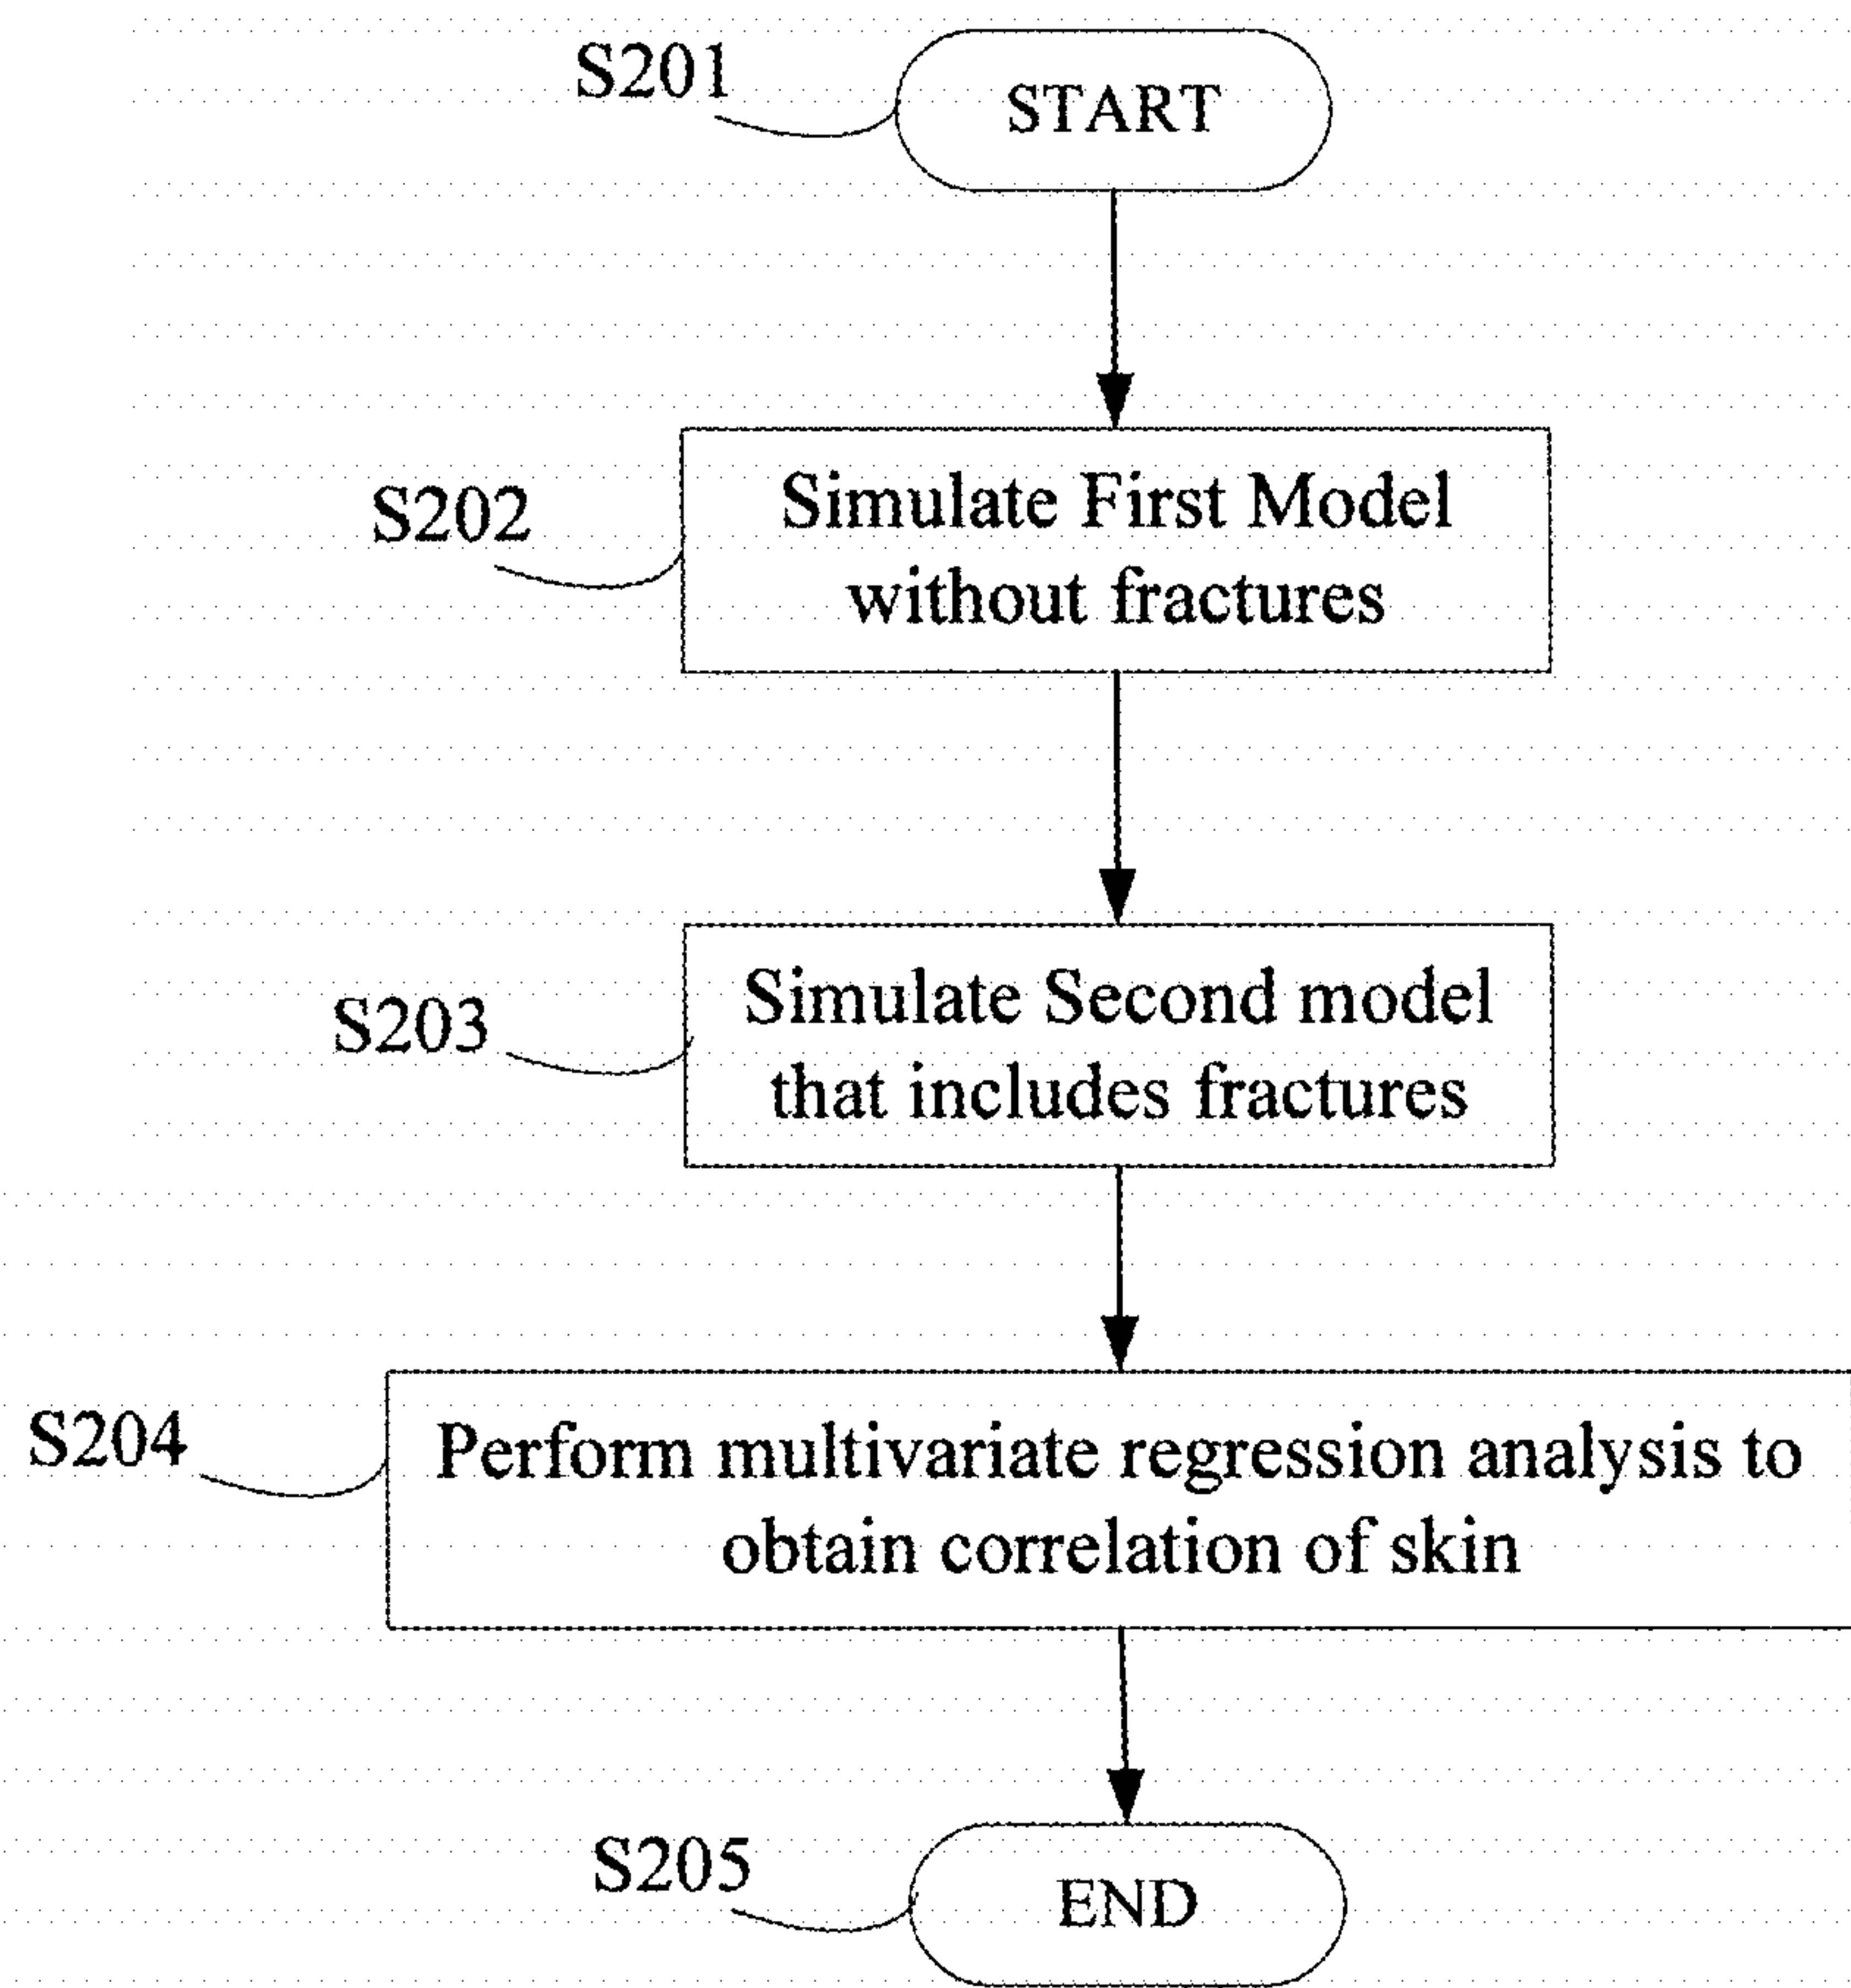 S201
START
S202
Simulate First Model
without fractures
S203
Simulate Second model
that includes fractures
S204
Perform multivariate regression analysis to
obtain correlation of skin
S205
END